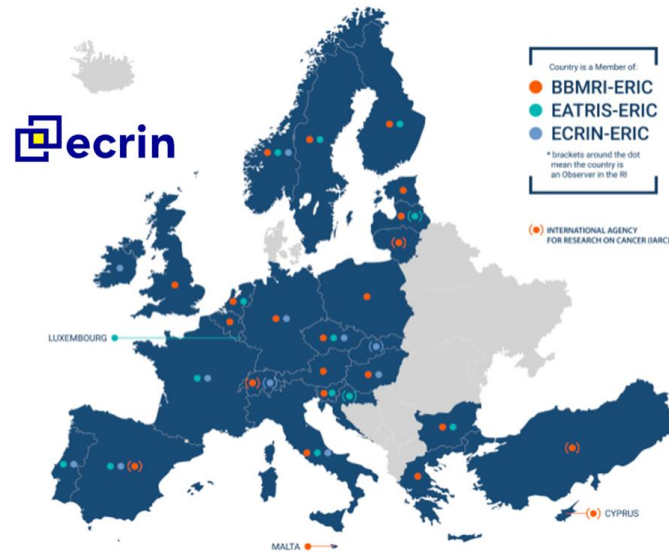 ecrin
Country is a Member of:
BBMRI-ERIC
EATRIS-ERIC
ECRIN-ERIC
* brackets around the dot
mean the country is
an Observer in the RI
INTERNATIONAL AGENCY
FOR RESEARCH ON CANCER (IARC)
LUXEMBOURG
CYPRUS
MALTA